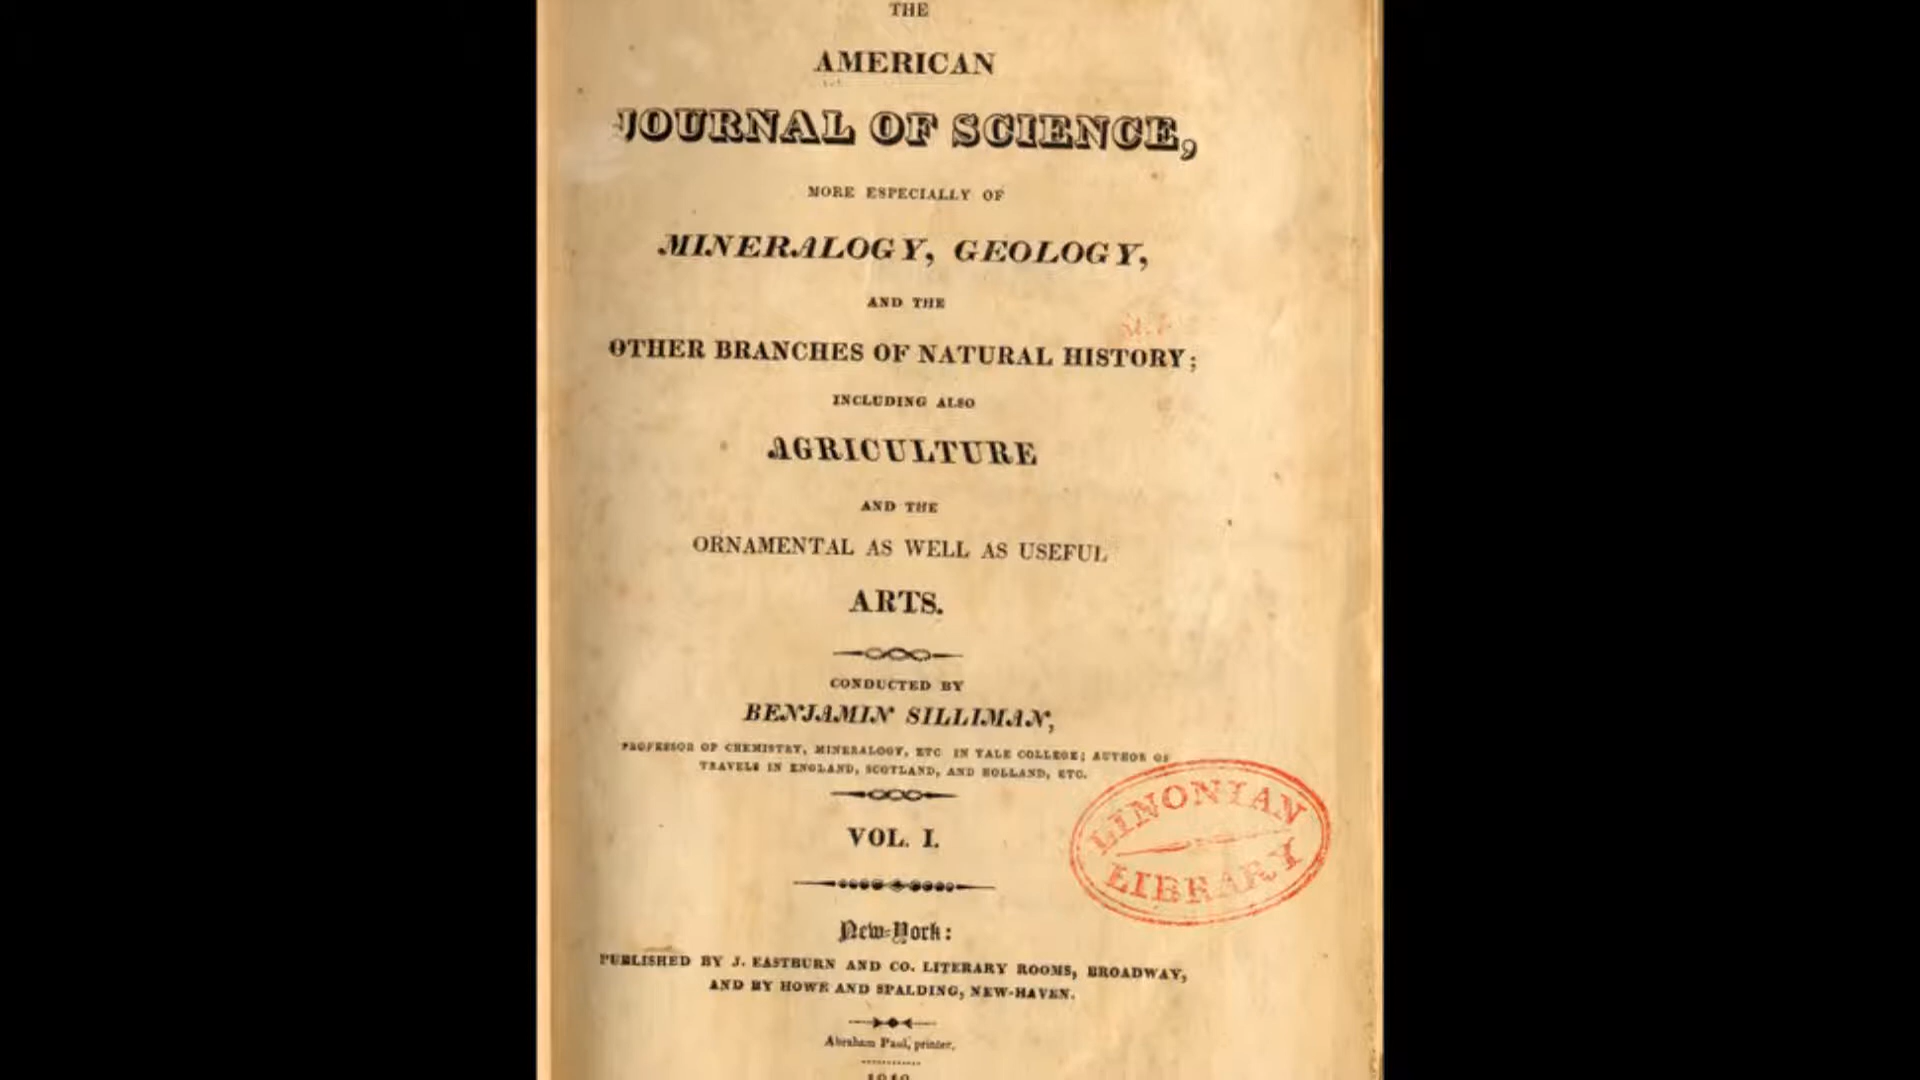 THE
AMERICAN
JOURNAL OF SCIENCE,
MORE ESPECIALLY OF
MINERALOGY, GEOLOGY,
AND THE
OTHER BRANCHES OF NATURAL HISTORY;
INCLUDING ALSO
AGRICULTURE
AND THE
ORNAMENTAL AS WELL AS USEFUL
ARTS.
CONDUCTED BY
BENJAMIN SILLIMAN,
PROFESSOR OF CHEMISTRY, MINERALOGY, ETC IN YALE COLLEGE; AUTHOR OF
TRAVELS IN ENGLAND, SCOTLAND, AND HOLLAND, ETC.
VOL. I.
LINONIAN
LIBRARY
New-York:
PUBLISHED BY J. EASTBURN AND CO. LITERARY ROOMS, BROADWAY,
AND BY HOWE AND SPALDING, NEW-HAVEN.
Abraham Paul, printer.